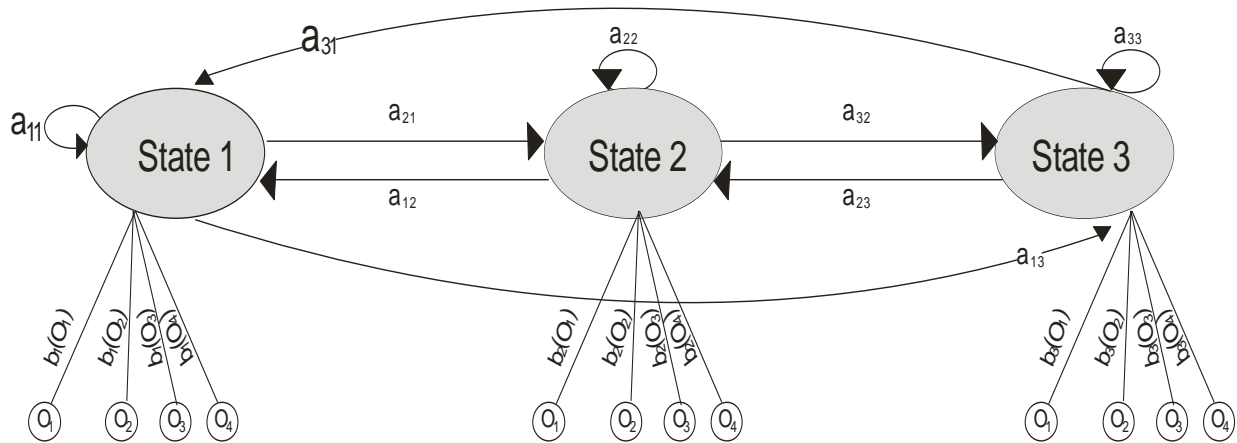 a₃₁ a₂₂ a₃₃
a₁₁ a₂₁ a₃₂
State 1 State 2 State 3
a₁₂ a₂₃
a₁₃
b₁(O₁) b₁(O₂) b₁(O₃) b₁(O₄) b₂(O₁) b₂(O₂) b₂(O₃) b₂(O₄) b₃(O₁) b₃(O₂) b₃(O₃) b₃(O₄)
O₁ O₂ O₃ O₄ O₁ O₂ O₃ O₄ O₁ O₂ O₃ O₄